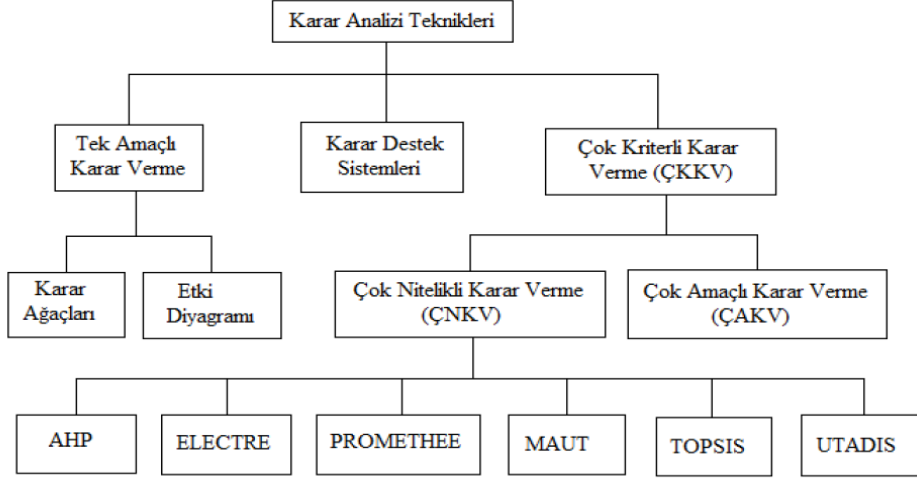 Karar Analizi Teknikleri
Tek Amaçlı
Karar Verme
Karar Destek
Sistemleri
Çok Kriterli Karar
Verme (ÇKKV)
Karar
Ağaçları
Etki
Diyagramı
Çok Nitelikli Karar Verme
(ÇNKV)
Çok Amaçlı Karar Verme
(ÇAKV)
AHP
ELECTRE
PROMETHEE
MAUT
TOPSIS
UTADIS